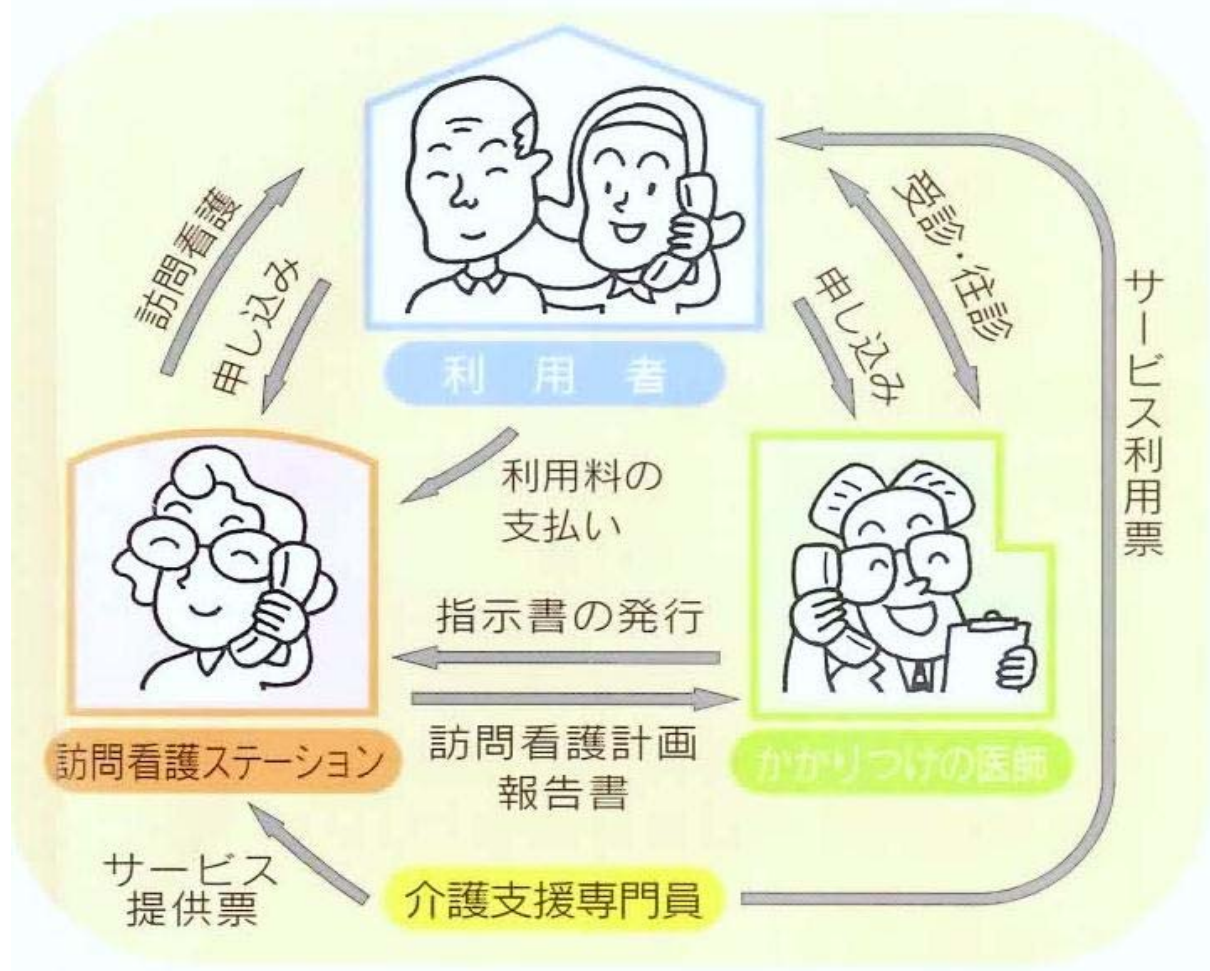 訪問看護
申し込み
利用者
申し込み
受診・往診
サービス利用票
利用料の
支払い
指示書の発行
訪問看護計画
報告書
訪問看護ステーション
かかりつけの医師
サービス
提供票
介護支援専門員